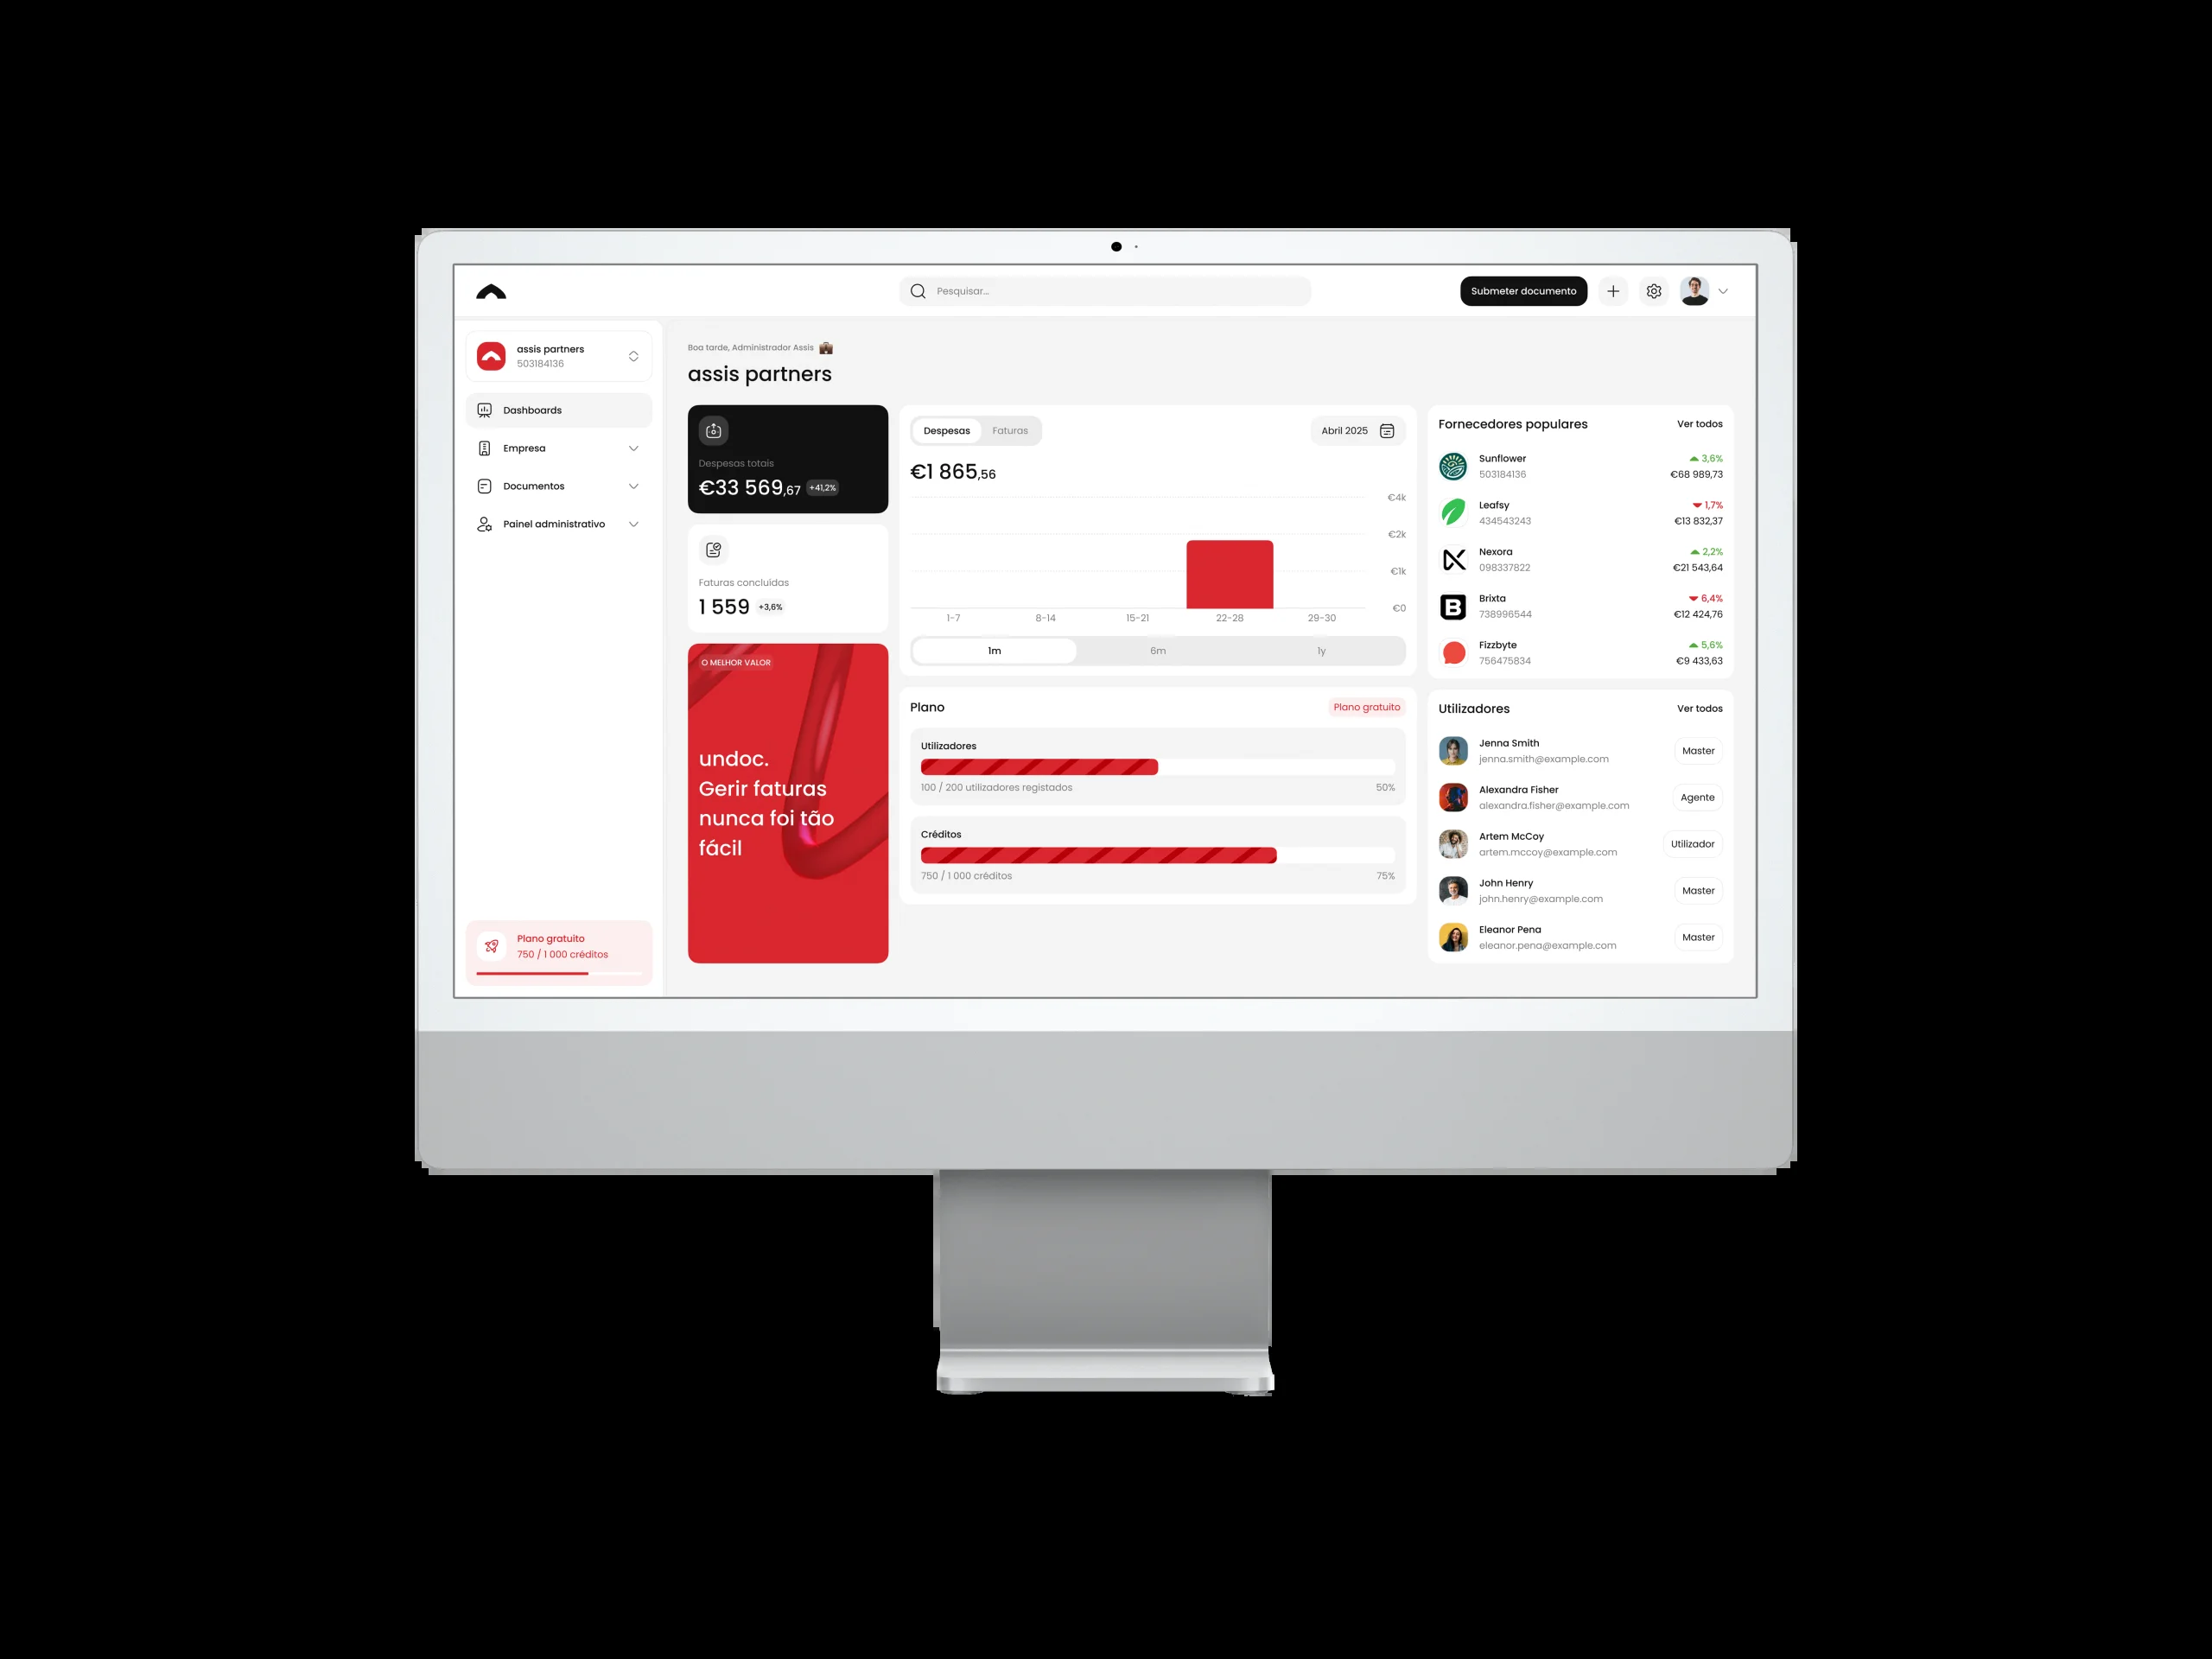 Pesquisar...
Submeter documento
assis partners
503184136
Dashboards
Empresa
Documentos
Painel administrativo
Plano gratuito
750 / 1 000 créditos
Boa tarde, Administrador Assis
assis partners
Despesas totais
€33 569,67 +41,2%
Faturas concluídas
1 559 +3,6%
O MELHOR VALOR
undoc.
Gerir faturas
nunca foi tão
fácil
Despesas Faturas
Abril 2025
€1 865,56
€4k
€2k
€1k
€0
1-7 8-14 15-21 22-28 29-30
1m 6m 1y
Plano Plano gratuito
Utilizadores
100 / 200 utilizadores registados 50%
Créditos
750 / 1 000 créditos 75%
Fornecedores populares Ver todos
Sunflower 3,6%
503184136 €68 989,73
Leafsy 1,7%
434543243 €13 832,37
Nexora 2,2%
098337822 €21 543,64
Brixta 6,4%
738996544 €12 424,76
Fizzbyte 5,6%
756475834 €9 433,63
Utilizadores Ver todos
Jenna Smith
jenna.smith@example.com
Master
Alexandra Fisher
alexandra.fisher@example.com
Agente
Artem McCoy
artem.mccoy@example.com
Utilizador
John Henry
john.henry@example.com
Master
Eleanor Pena
eleanor.pena@example.com
Master